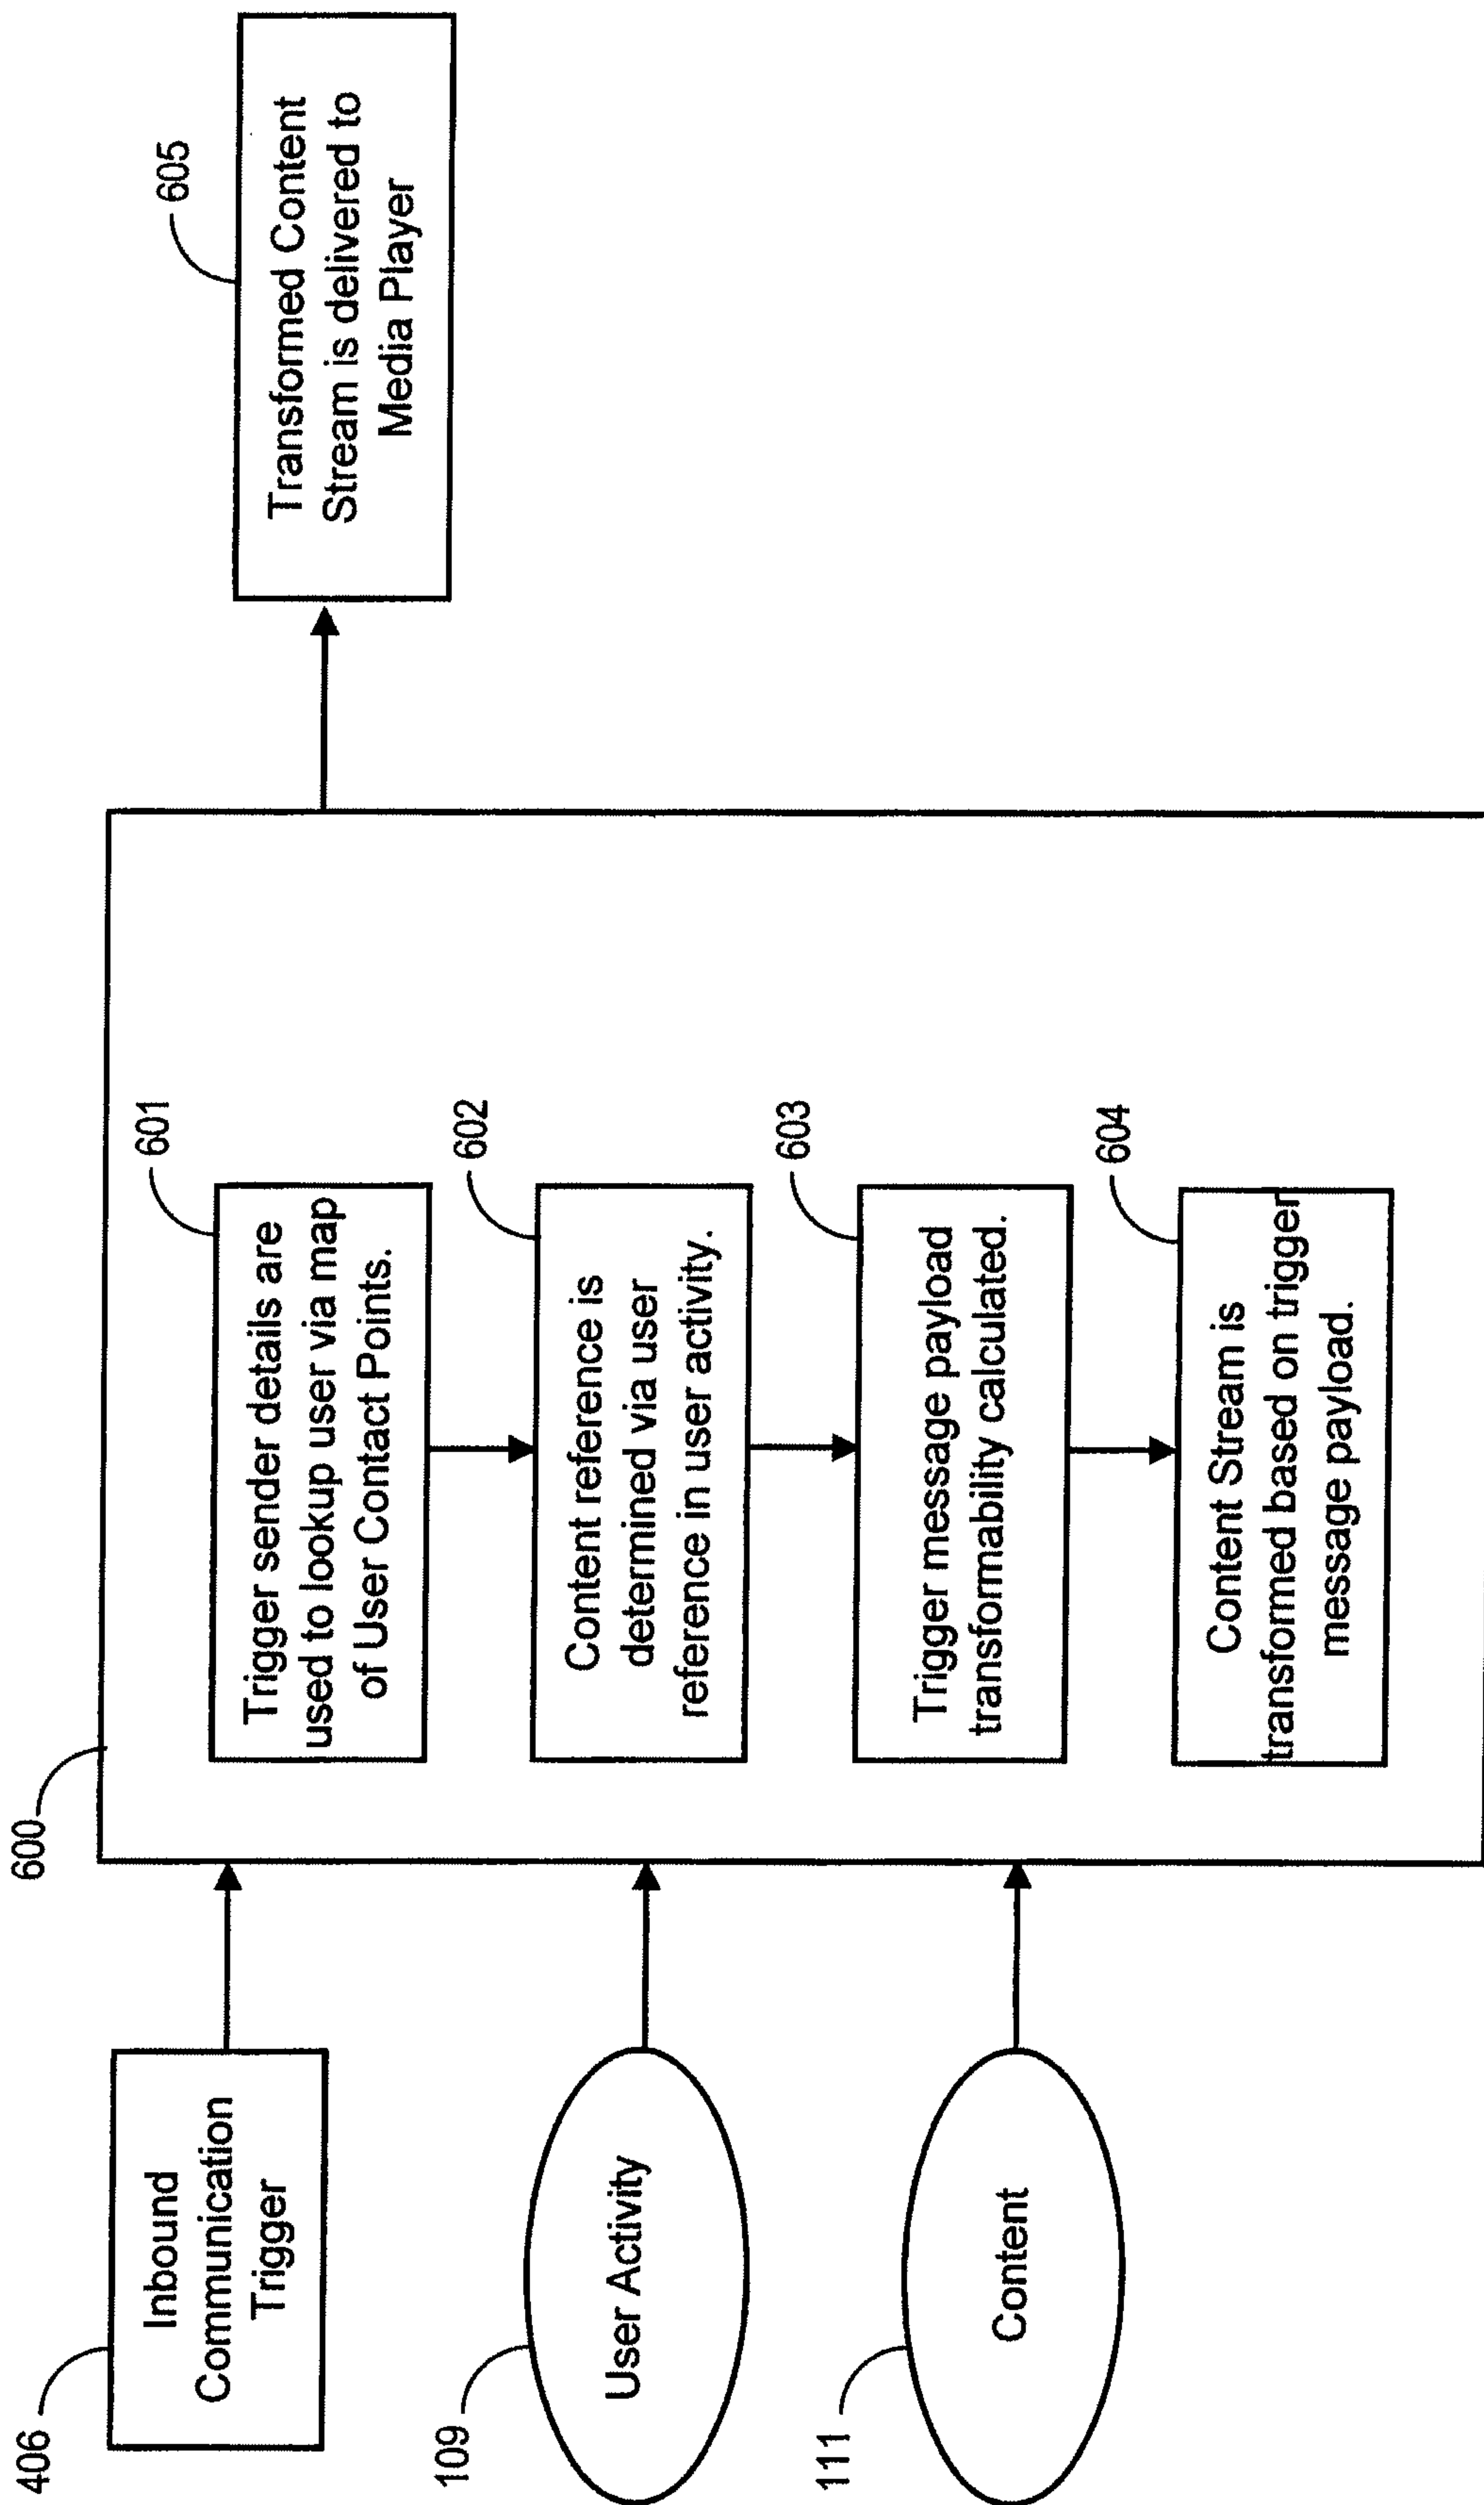 406
Inbound
Communication
Trigger
109
User Activity
111
Content
600
601
Trigger sender details are
used to lookup user via map
of User Contact Points.
602
Content reference is
determined via user
reference in user activity.
603
Trigger message payload
transformability calculated.
604
Content Stream is
transformed based on trigger
message payload.
605
Transformed Content
Stream is delivered to
Media Player